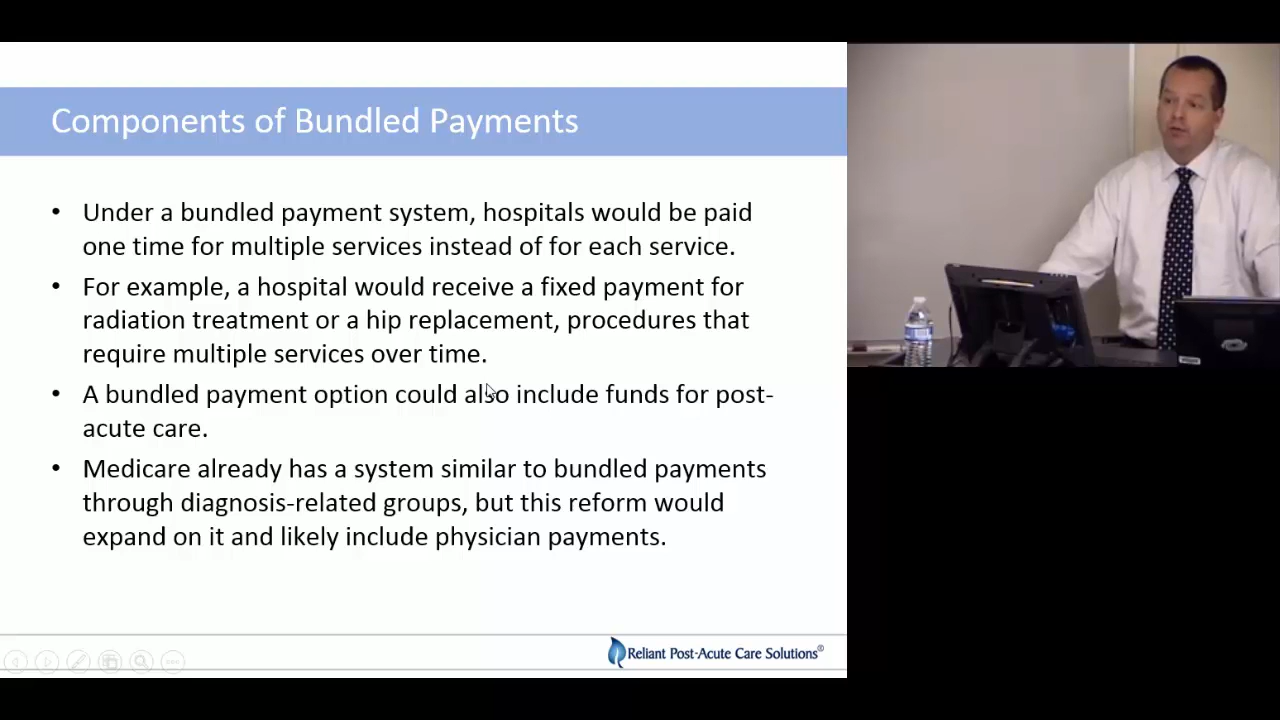 Components of Bundled Payments
• Under a bundled payment system, hospitals would be paid
one time for multiple services instead of for each service.
• For example, a hospital would receive a fixed payment for
radiation treatment or a hip replacement, procedures that
require multiple services over time.
• A bundled payment option could also include funds for post-
acute care.
• Medicare already has a system similar to bundled payments
through diagnosis-related groups, but this reform would
expand on it and likely include physician payments.
Reliant Post-Acute Care Solutions®